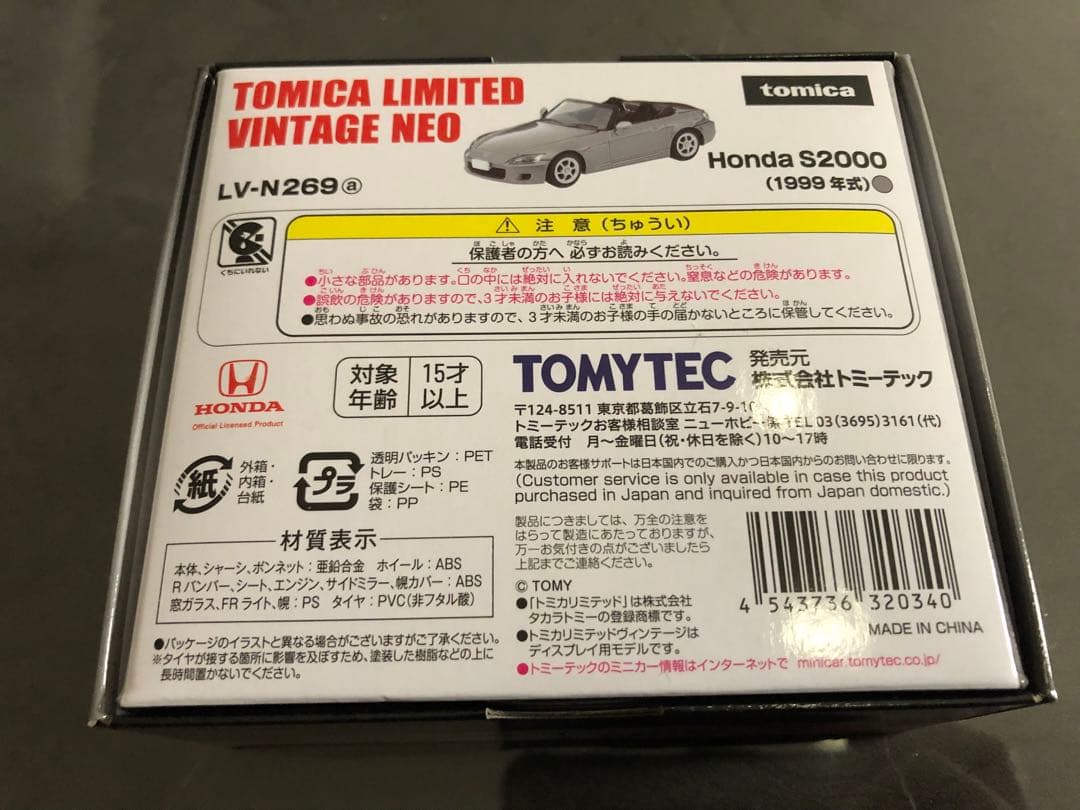 TOMICA LIMITED
VINTAGE NEO
tomica
LV-N269ⓐ
Honda S2000
(1999年式)
くちにいれない
注 意 (ちゅうい)
保護者の方へ 必ずお読みください。
●小さな部品があります。口の中には絶対に入れないでください。窒息などの危険があります。
●誤飲の危険がありますので、3才未満のお子様には絶対に与えないでください。
●思わぬ事故の恐れがありますので、3才未満のお子様の手の届かないところに保管してください。
HONDA
Official Licensed Product
対象年齢 15才以上
TOMYTEC 発売元 株式会社トミーテック
〒124-8511 東京都葛飾区立石7-9-10
トミーテックお客様相談室 ニューホビー係 TEL 03(3695)3161(代)
電話受付 月~金曜日(祝・休日を除く)10~17時
本製品のお客様サポートは日本国内でのご購入かつ日本国内からのお問い合わせに限ります。
(Customer service is only available in case this product
purchased in Japan and inquired from Japan domestic.)
紙
外箱・
内箱・
台紙
プラ
透明パッキン:PET
トレー:PS
保護シート:PE
袋:PP
材質表示
本体、シャーシ、ボンネット:亜鉛合金 ホイール:ABS
Rバンパー、シート、エンジン、サイドミラー、幌カバー:ABS
窓ガラス、FRライト、幌:PS タイヤ:PVC(非フタル酸)
●パッケージのイラストと異なる場合がございますがご了承ください。
※タイヤが接する箇所に影響を及ぼすため、塗装した樹脂などの上に
長時間置かないでください。
製品につきましては、万全の注意を
はらって製造にあたっておりますが、
万一お気付きの点がございましたら
上記までご連絡ください。
© TOMY
●「トミカリミテッド」は株式会社
タカラトミーの登録商標です。
●トミカリミテッドヴィンテージは
ディスプレイ用モデルです。
●トミーテックのミニカー情報はインターネットで minicar.tomytec.co.jp/
4 543736 320340
MADE IN CHINA